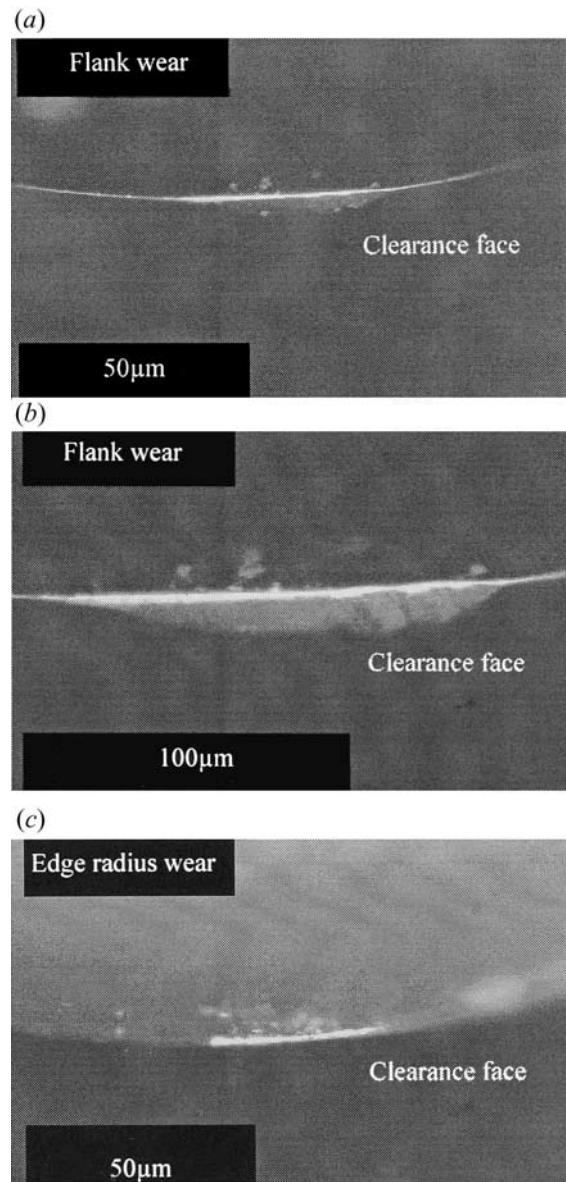 (a)
Flank wear
Clearance face
50µm
(b)
Flank wear
Clearance face
100µm
(c)
Edge radius wear
Clearance face
50µm